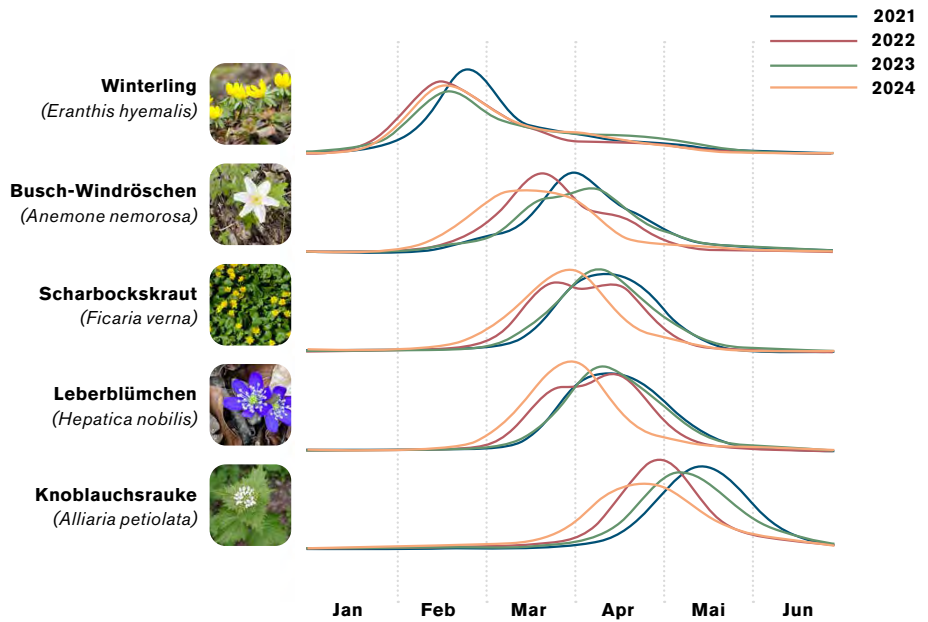 2021
2022
2023
2024
Winterling
(Eranthis hyemalis)
Busch-Windröschen
(Anemone nemorosa)
Scharbockskraut
(Ficaria verna)
Leberblümchen
(Hepatica nobilis)
Knoblauchsrauke
(Alliaria petiolata)
Jan Feb Mar Apr Mai Jun